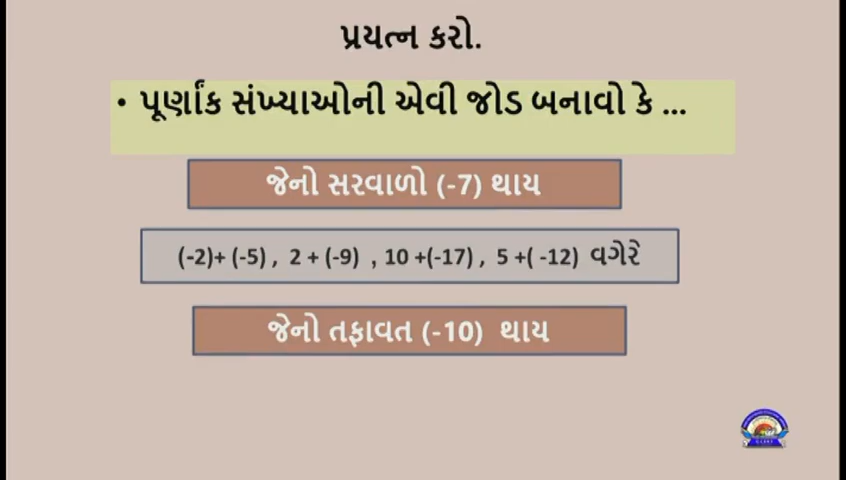 પ્રયત્ન કરો.
• પૂર્ણાંક સંખ્યાઓની એવી જોડ બનાવો કે ...
જેનો સરવાળો (-7) થાય
(-2)+ (-5) , 2 + (-9) , 10 +(-17) , 5 +( -12) વગેરે
જેનો તફાવત (-10) થાય